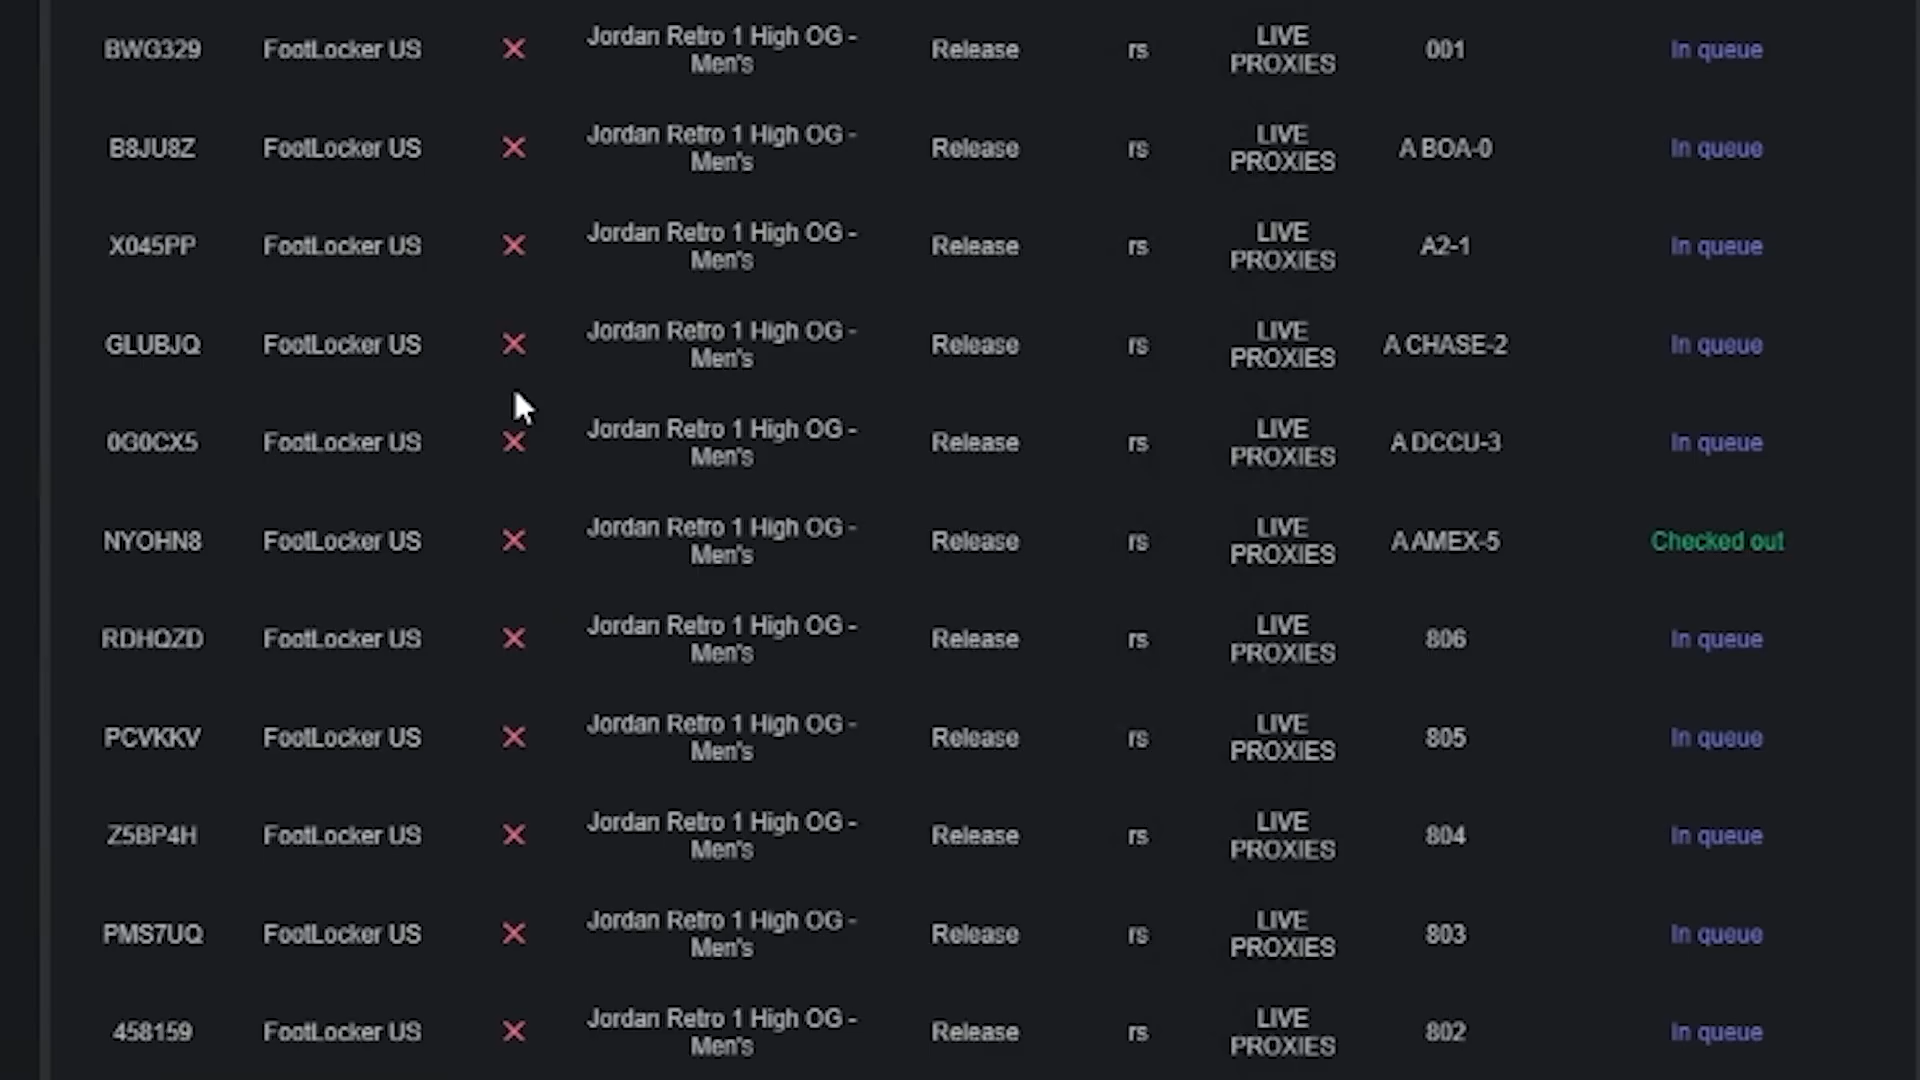 BWG329 FootLocker US Jordan Retro 1 High OG - Release rs LIVE 001 In queue
Men's PROXIES
B8JU8Z FootLocker US Jordan Retro 1 High OG - Release rs LIVE A BOA-0 In queue
Men's PROXIES
X045PP FootLocker US Jordan Retro 1 High OG - Release rs LIVE A2-1 In queue
Men's PROXIES
GLUBJQ FootLocker US Jordan Retro 1 High OG - Release rs LIVE A CHASE-2 In queue
Men's PROXIES
0G0CX5 FootLocker US Jordan Retro 1 High OG - Release rs LIVE A DCCU-3 In queue
Men's PROXIES
NYOHN8 FootLocker US Jordan Retro 1 High OG - Release rs LIVE A AMEX-5 Checked out
Men's PROXIES
RDHQZD FootLocker US Jordan Retro 1 High OG - Release rs LIVE 806 In queue
Men's PROXIES
PCVKKV FootLocker US Jordan Retro 1 High OG - Release rs LIVE 805 In queue
Men's PROXIES
Z5BP4H FootLocker US Jordan Retro 1 High OG - Release rs LIVE 804 In queue
Men's PROXIES
PMS7UQ FootLocker US Jordan Retro 1 High OG - Release rs LIVE 803 In queue
Men's PROXIES
458159 FootLocker US Jordan Retro 1 High OG - Release rs LIVE 802 In queue
Men's PROXIES